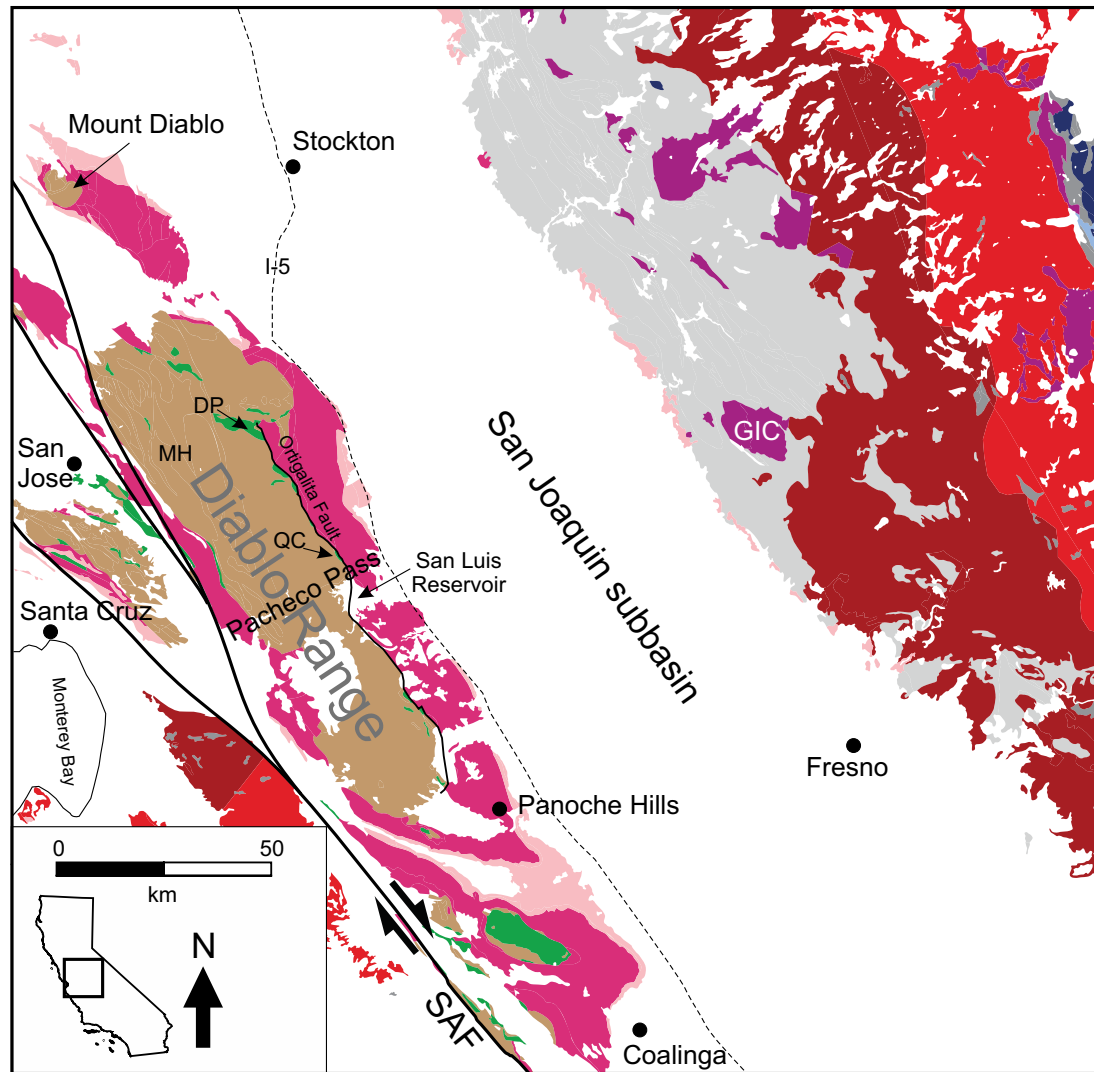 Mount Diablo
Stockton
I-5
DP
MH
Ortigalita Fault
San
Jose
GIC
San Joaquin subbasin
Diablo Range
QC
Pacheco Pass
San Luis
Reservoir
Santa Cruz
Monterey Bay
Fresno
Panoche Hills
0 50
km
N
SAF
Coalinga